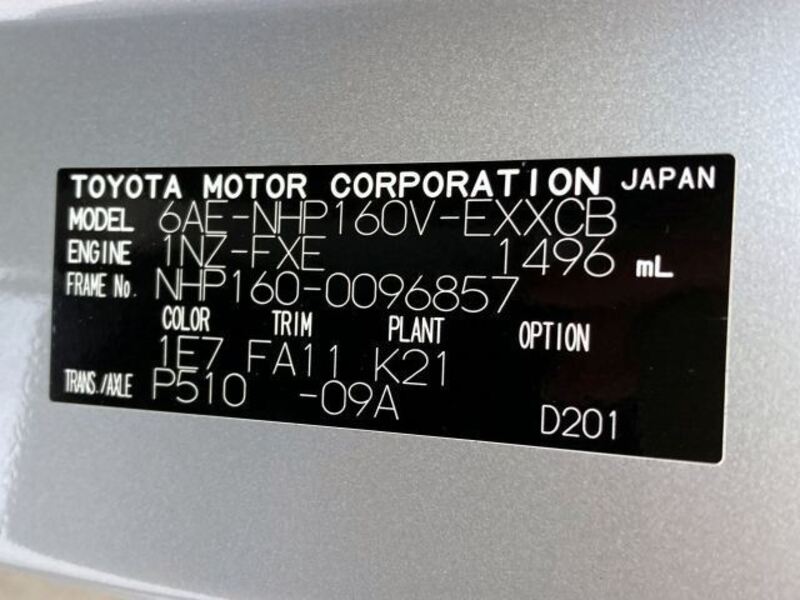 TOYOTA MOTOR CORPORATION JAPAN
MODEL 6AE-NHP160V-EXXCB
ENGINE 1NZ-FXE 1496 mL
FRAME No. NHP160-0096857
COLOR TRIM PLANT OPTION
1E7 FA11 K21
TRANS./AXLE P510 -09A D201